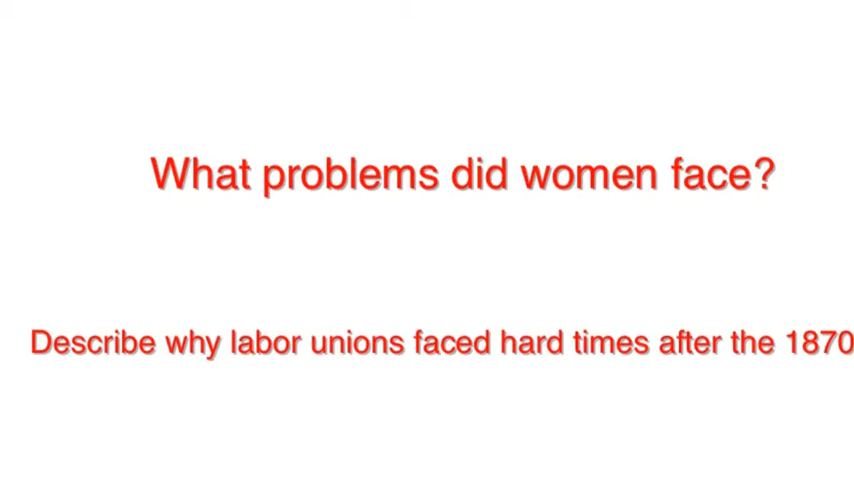 What problems did women face?
Describe why labor unions faced hard times after the 1870